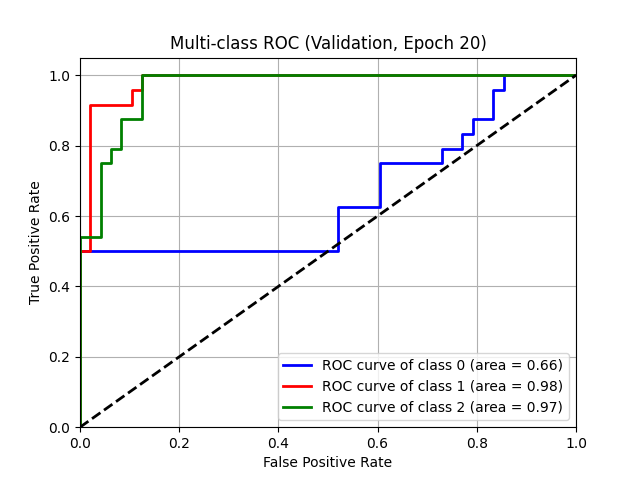 Multi-class ROC (Validation, Epoch 20)
True Positive Rate
1.0
0.8
0.6
0.4
0.2
0.0
ROC curve of class 0 (area = 0.66)
ROC curve of class 1 (area = 0.98)
ROC curve of class 2 (area = 0.97)
0.0 0.2 0.4 0.6 0.8 1.0
False Positive Rate